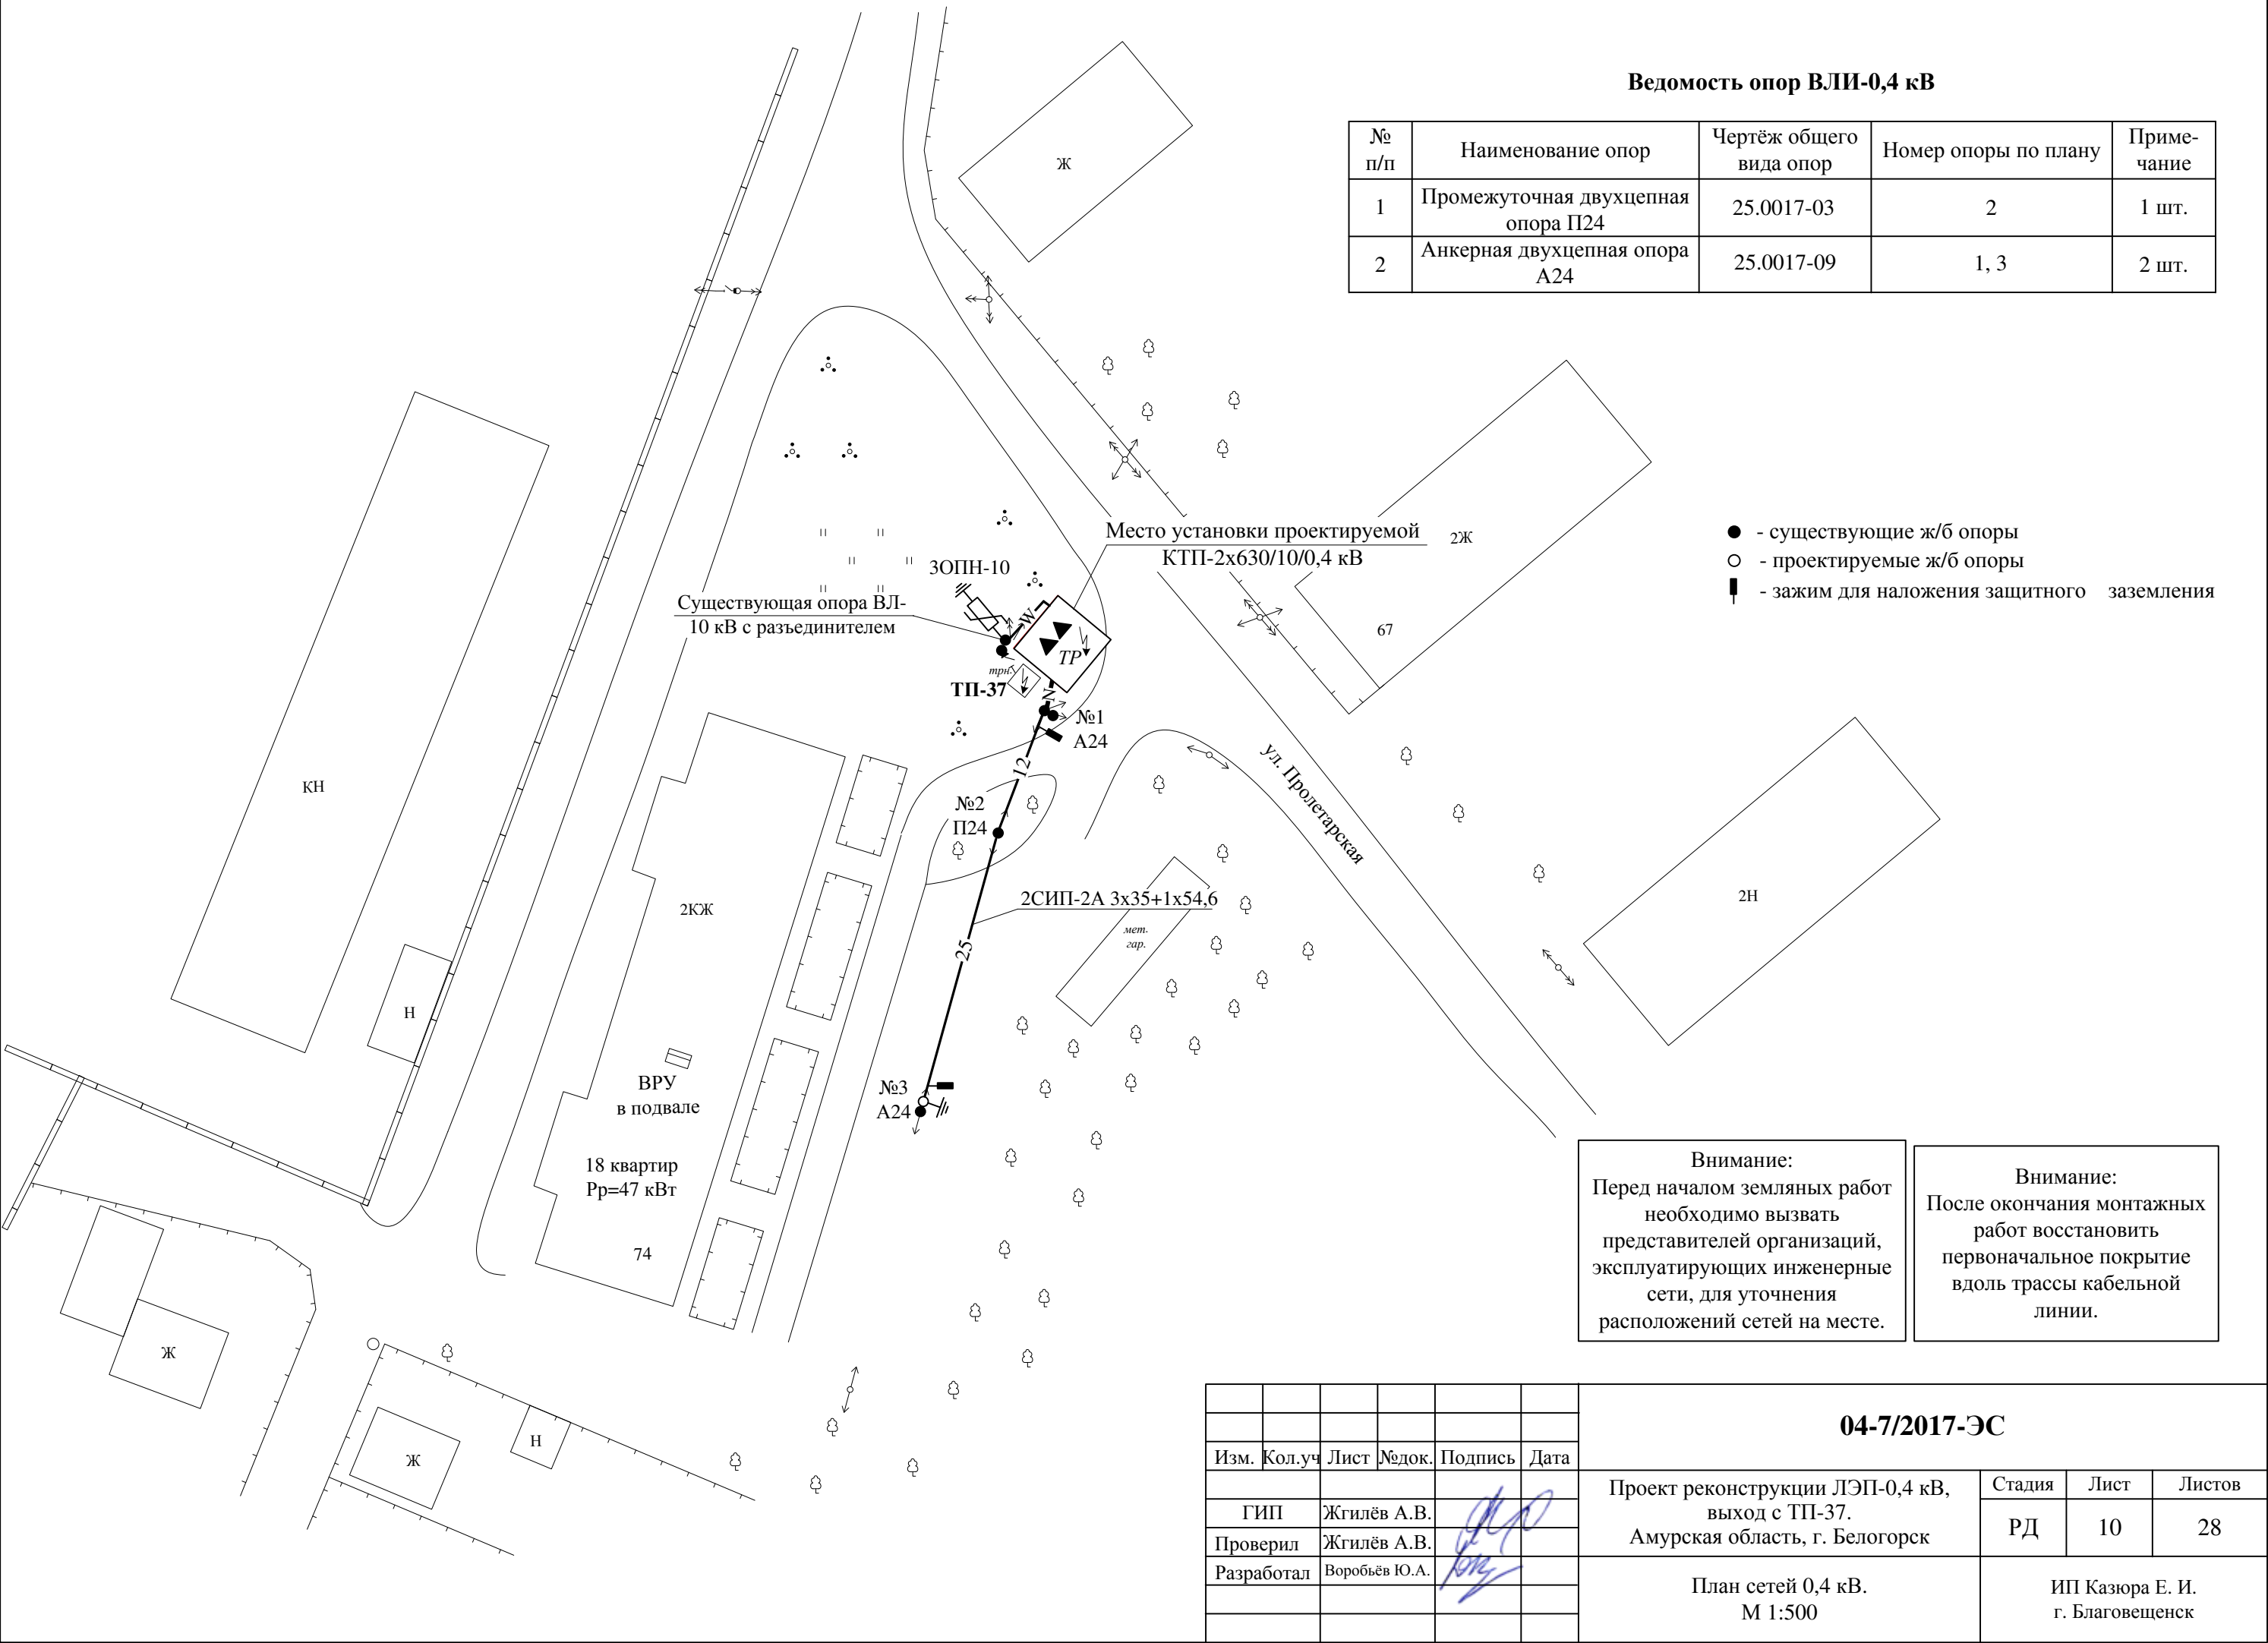 Ведомость опор ВЛИ-0,4 кВ
№ п/п
Наименование опор
Чертёж общего вида опор
Номер опоры по плану
Приме-
чание
1
Промежуточная двухцепная
опора П24
25.0017-03
2
1 шт.
2
Анкерная двухцепная опора
А24
25.0017-09
1, 3
2 шт.
- существующие ж/б опоры
- проектируемые ж/б опоры
- зажим для наложения защитного заземления
Ж
Место установки проектируемой
КТП-2х630/10/0,4 кВ
2Ж
67
3ОПН-10
Существующая опора ВЛ-
10 кВ с разъединителем
W
ТР
трн.
ТП-37
N
№1
А24
12
№2
П24
ул. Пролетарская
КН
2КЖ
2СИП-2А 3х35+1х54,6
мет.
гар.
25
2Н
Н
ВРУ
в подвале
№3
А24
18 квартир
Рр=47 кВт
74
Ж
Ж
Н
Внимание:
Перед началом земляных работ
необходимо вызвать
представителей организаций,
эксплуатирующих инженерные
сети, для уточнения
расположений сетей на месте.
Внимание:
После окончания монтажных
работ восстановить
первоначальное покрытие
вдоль трассы кабельной
линии.
04-7/2017-ЭС
Изм.
Кол.уч
Лист
№док.
Подпись
Дата
Проект реконструкции ЛЭП-0,4 кВ,
выход с ТП-37.
Амурская область, г. Белогорск
Стадия
Лист
Листов
РД
10
28
ГИП
Жгилёв А.В.
Проверил
Жгилёв А.В.
Разработал
Воробьёв Ю.А.
План сетей 0,4 кВ.
М 1:500
ИП Казюра Е. И.
г. Благовещенск